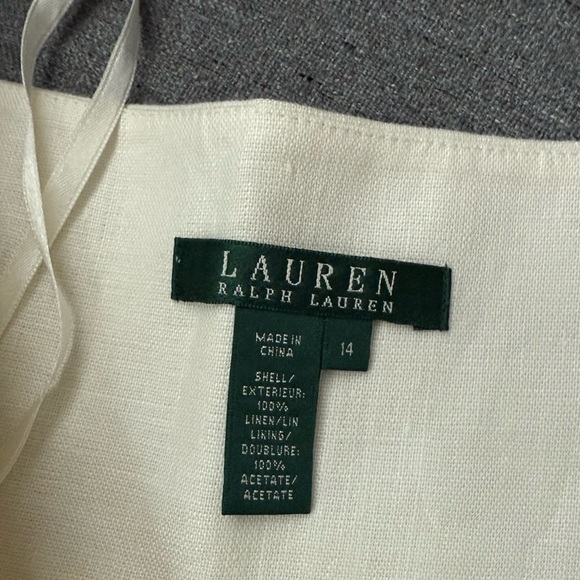 LAUREN
RALPH LAUREN
MADE IN
CHINA
14
SHELL/
EXTERIEUR:
100%
LINEN/LIN
LINING/
DOUBLURE:
100%
ACETATE/
ACETATE